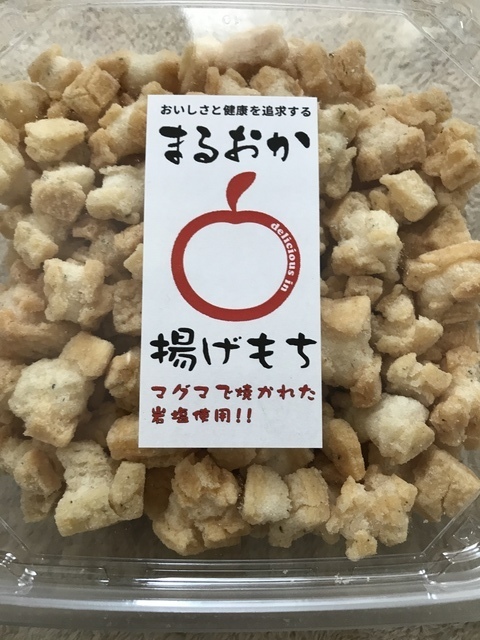 おいしさと健康を追求する
まるおか
delicious in
揚げもち
マグマで焼かれた
岩塩使用!!